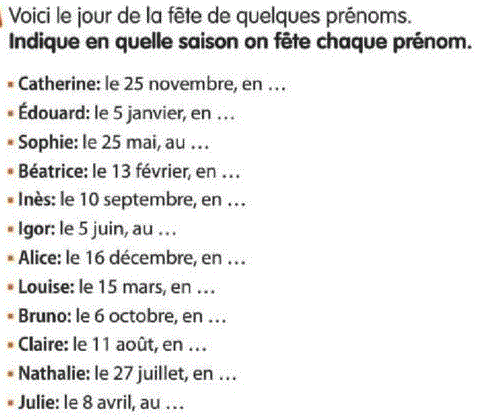 Voici le jour de la fête de quelques prénoms.
Indique en quelle saison on fête chaque prénom.
• Catherine: le 25 novembre, en ...
• Édouard: le 5 janvier, en ...
• Sophie: le 25 mai, au ...
• Béatrice: le 13 février, en ...
• Inès: le 10 septembre, en ...
• Igor: le 5 juin, au ...
• Alice: le 16 décembre, en ...
• Louise: le 15 mars, en ...
• Bruno: le 6 octobre, en ...
• Claire: le 11 août, en ...
• Nathalie: le 27 juillet, en ...
• Julie: le 8 avril, au ...